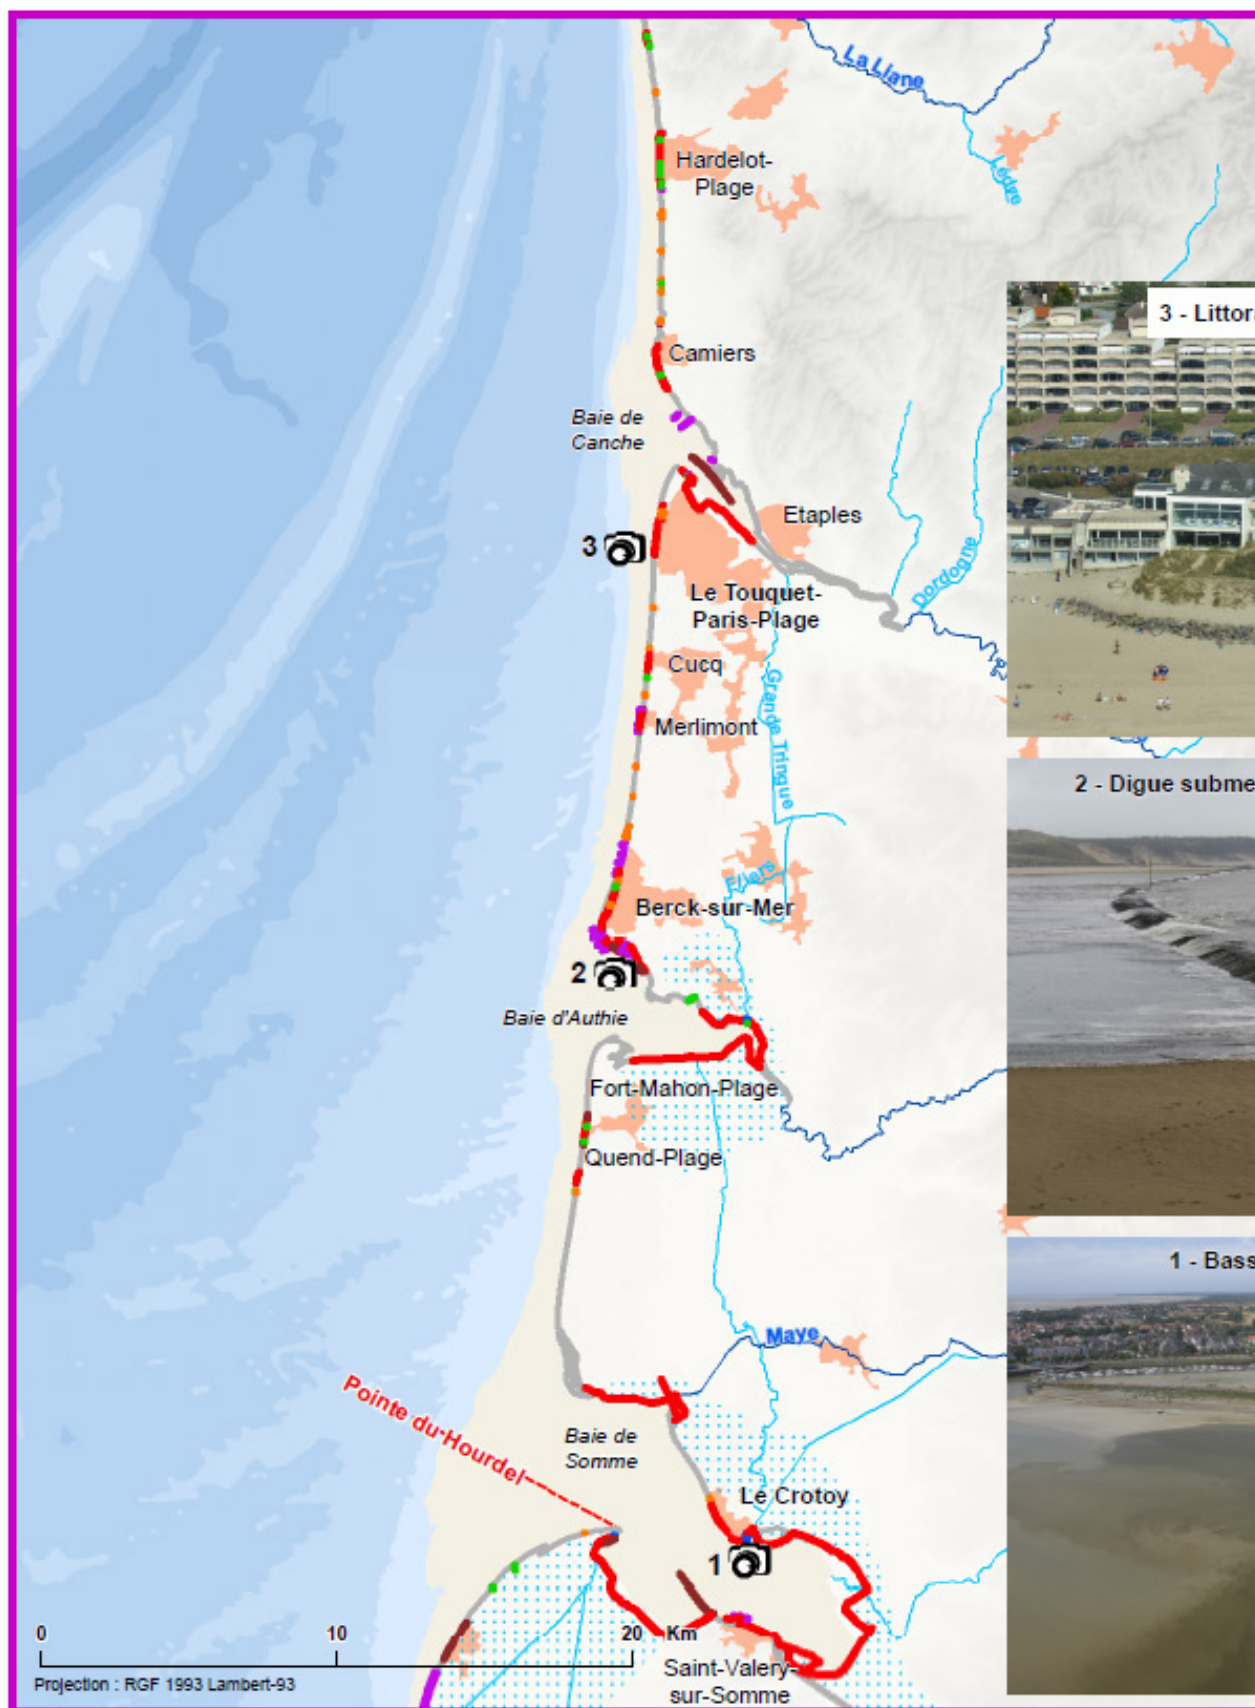 La Liane
Hardelot-
Plage
3 - Littora
Camiers
Baie de
Canche
Etaples
3
Dordogne
Le Touquet-
Paris-Plage
Cucq
Grande Tringue
Merlimont
2 - Digue subme
Fliers
Berck-sur-Mer
2
Baie d'Authie
Fort-Mahon-Plage
Quend-Plage
1 - Bass
Maye
Pointe du Hourdel
Baie de
Somme
Le Crotoy
1
0 10 20 Km
Saint-Valery-
sur-Somme
Projection : RGF 1993 Lambert-93